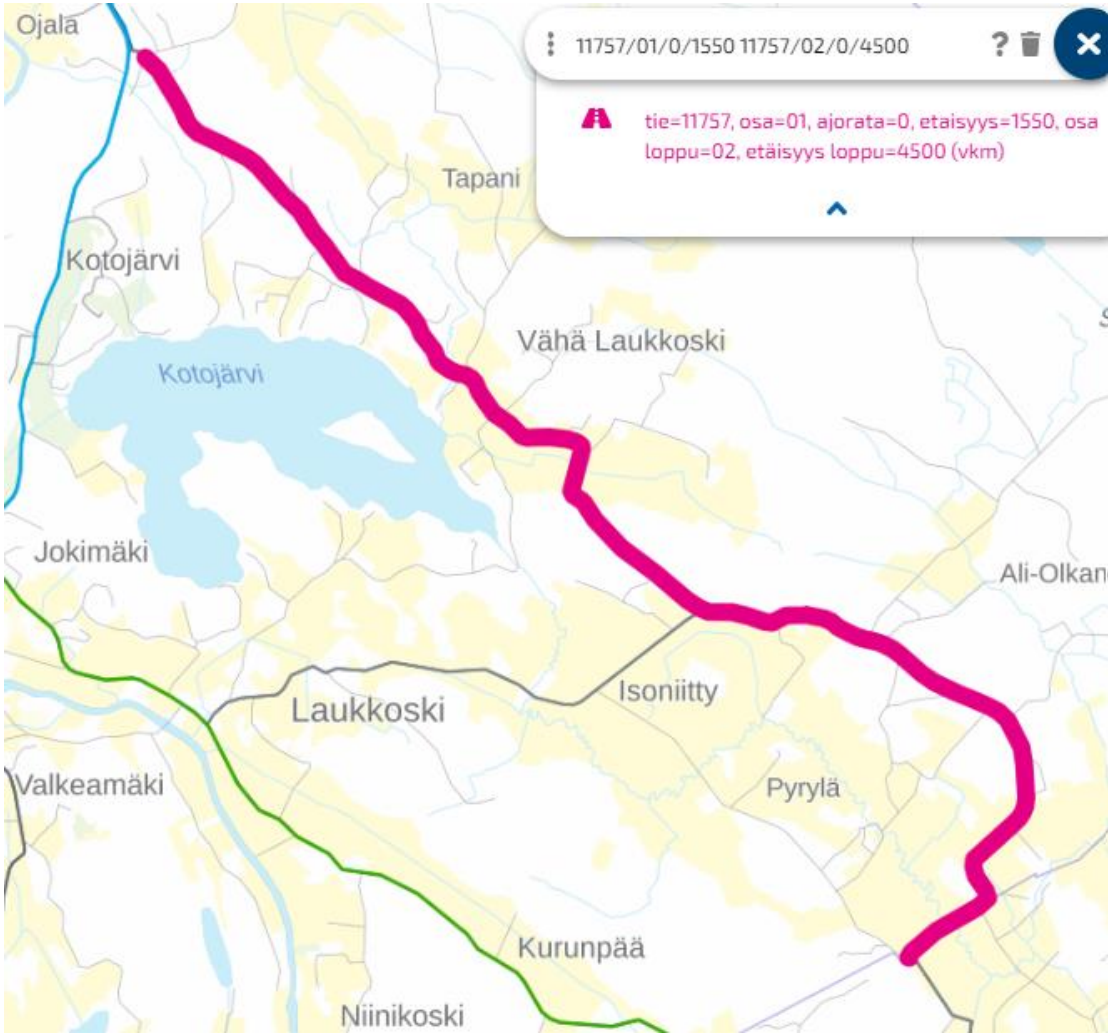 Ojala
11757/01/0/1550 11757/02/0/4500 ?
tie=11757, osa=01, ajorata=0, etaisyys=1550, osa
loppu=02, etäisyys loppu=4500 (vkm)
Tapani
Kotojärvi
S
Vähä Laukkoski
Kotojärvi
Jokimäki
Ali-Olkan
Isoniitty
Laukkoski
Valkeamäki
Pyrylä
Kurunpää
Niinikoski